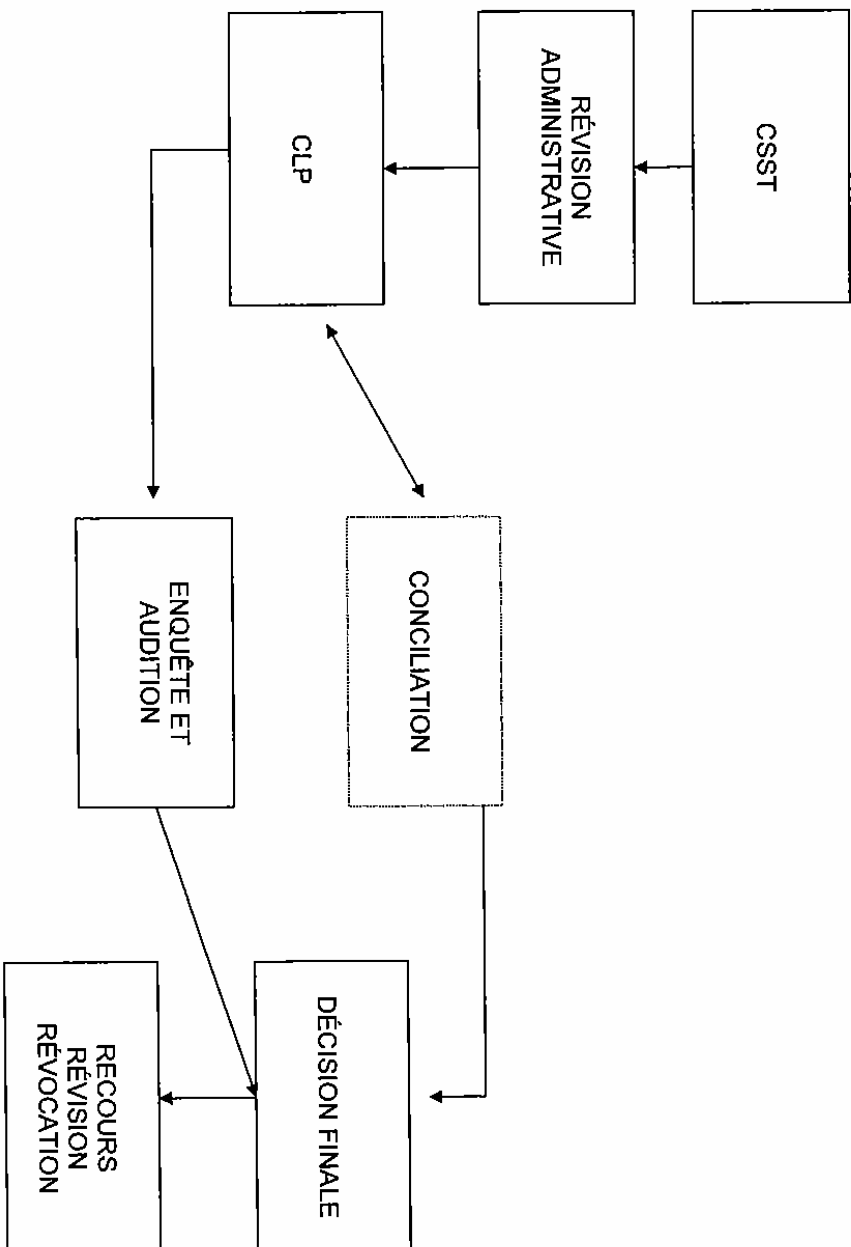 CSST
RÉVISION
ADMINISTRATIVE
CLP
CONCILIATION
ENQUÊTE ET
AUDITION
DÉCISION FINALE
RECOURS
RÉVISION
RÉVOCATION